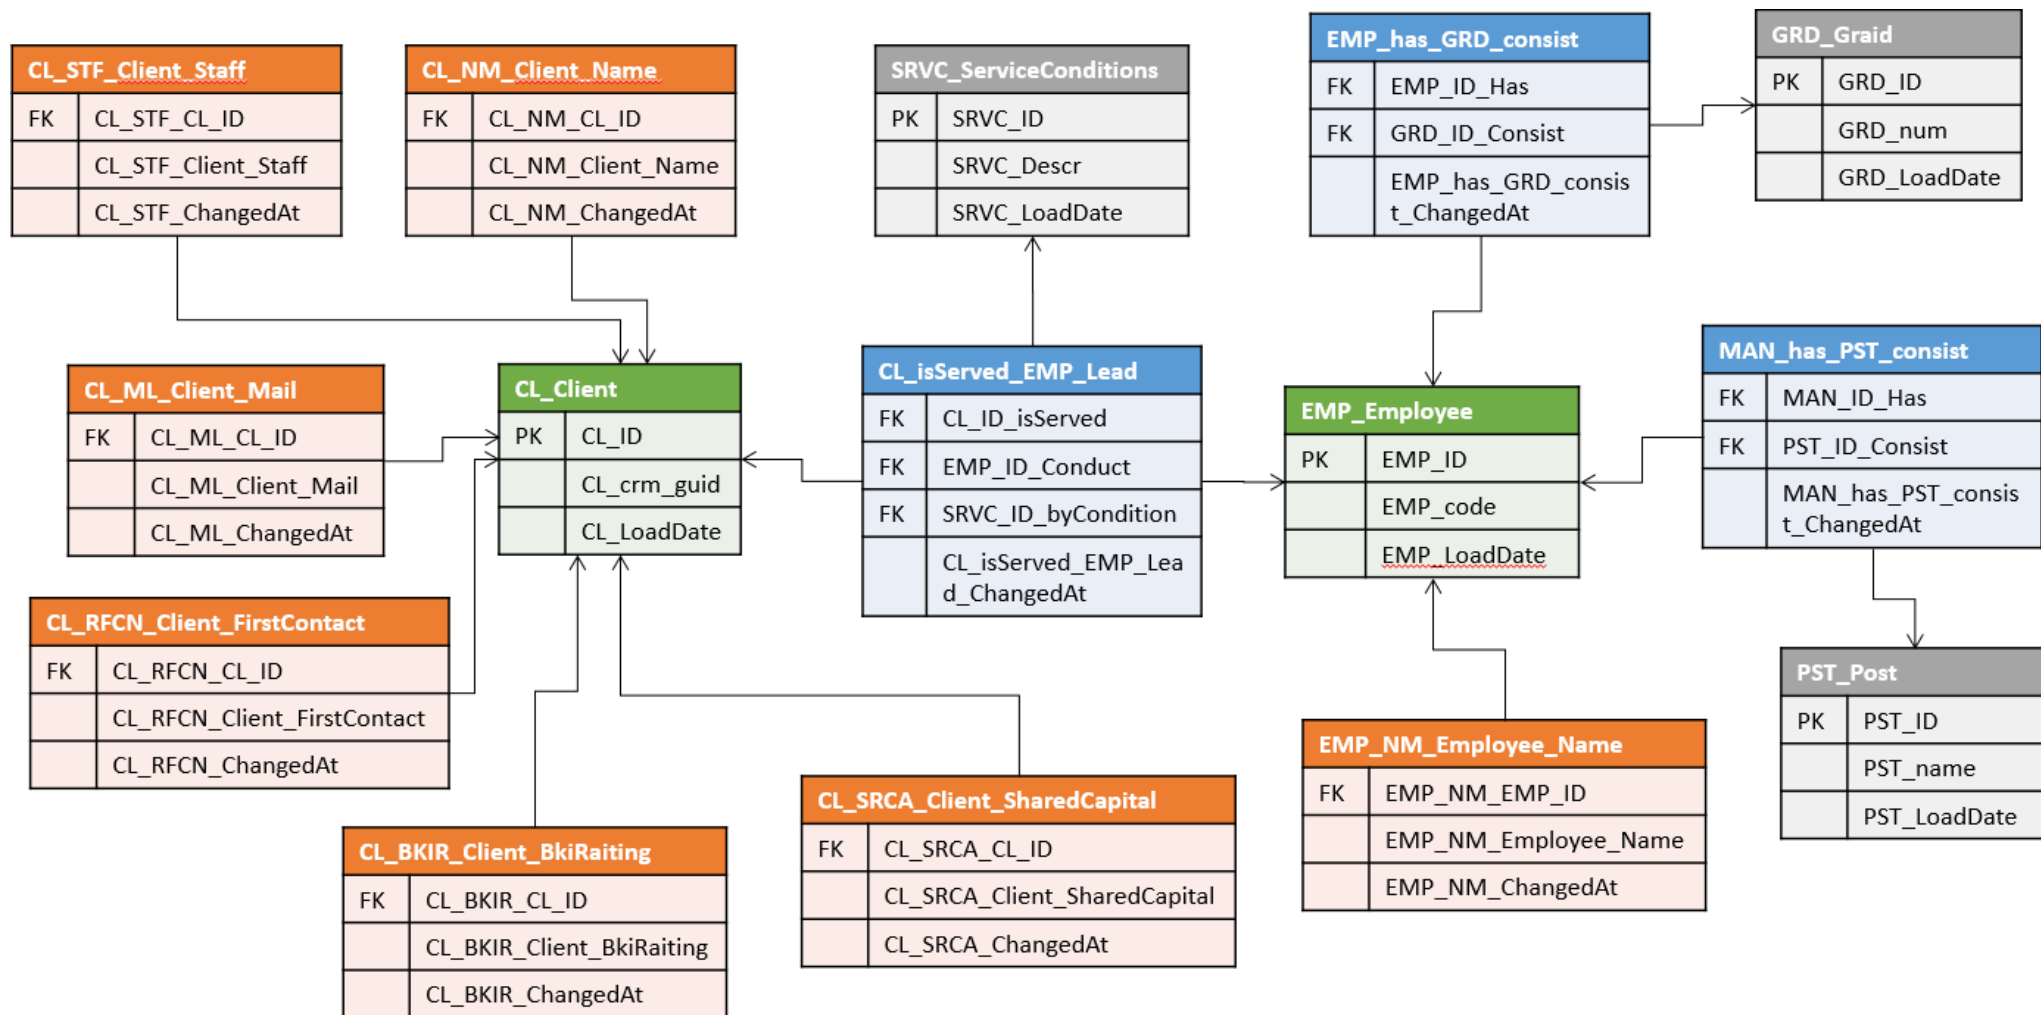 CL_STF_Client_Staff
FK CL_STF_CL_ID
CL_STF_Client_Staff
CL_STF_ChangedAt
CL_NM_Client_Name
FK CL_NM_CL_ID
CL_NM_Client_Name
CL_NM_ChangedAt
SRVC_ServiceConditions
PK SRVC_ID
SRVC_Descr
SRVC_LoadDate
EMP_has_GRD_consist
FK EMP_ID_Has
FK GRD_ID_Consist
EMP_has_GRD_consis
t_ChangedAt
GRD_Graid
PK GRD_ID
GRD_num
GRD_LoadDate
CL_ML_Client_Mail
FK CL_ML_CL_ID
CL_ML_Client_Mail
CL_ML_ChangedAt
CL_Client
PK CL_ID
CL_crm_guid
CL_LoadDate
CL_isServed_EMP_Lead
FK CL_ID_isServed
FK EMP_ID_Conduct
FK SRVC_ID_byCondition
CL_isServed_EMP_Lea
d_ChangedAt
EMP_Employee
PK EMP_ID
EMP_code
EMP_LoadDate
MAN_has_PST_consist
FK MAN_ID_Has
FK PST_ID_Consist
MAN_has_PST_consis
t_ChangedAt
CL_RFCN_Client_FirstContact
FK CL_RFCN_CL_ID
CL_RFCN_Client_FirstContact
CL_RFCN_ChangedAt
PST_Post
PK PST_ID
PST_name
PST_LoadDate
CL_BKIR_Client_BkiRaiting
FK CL_BKIR_CL_ID
CL_BKIR_Client_BkiRaiting
CL_BKIR_ChangedAt
CL_SRCA_Client_SharedCapital
FK CL_SRCA_CL_ID
CL_SRCA_Client_SharedCapital
CL_SRCA_ChangedAt
EMP_NM_Employee_Name
FK EMP_NM_EMP_ID
EMP_NM_Employee_Name
EMP_NM_ChangedAt